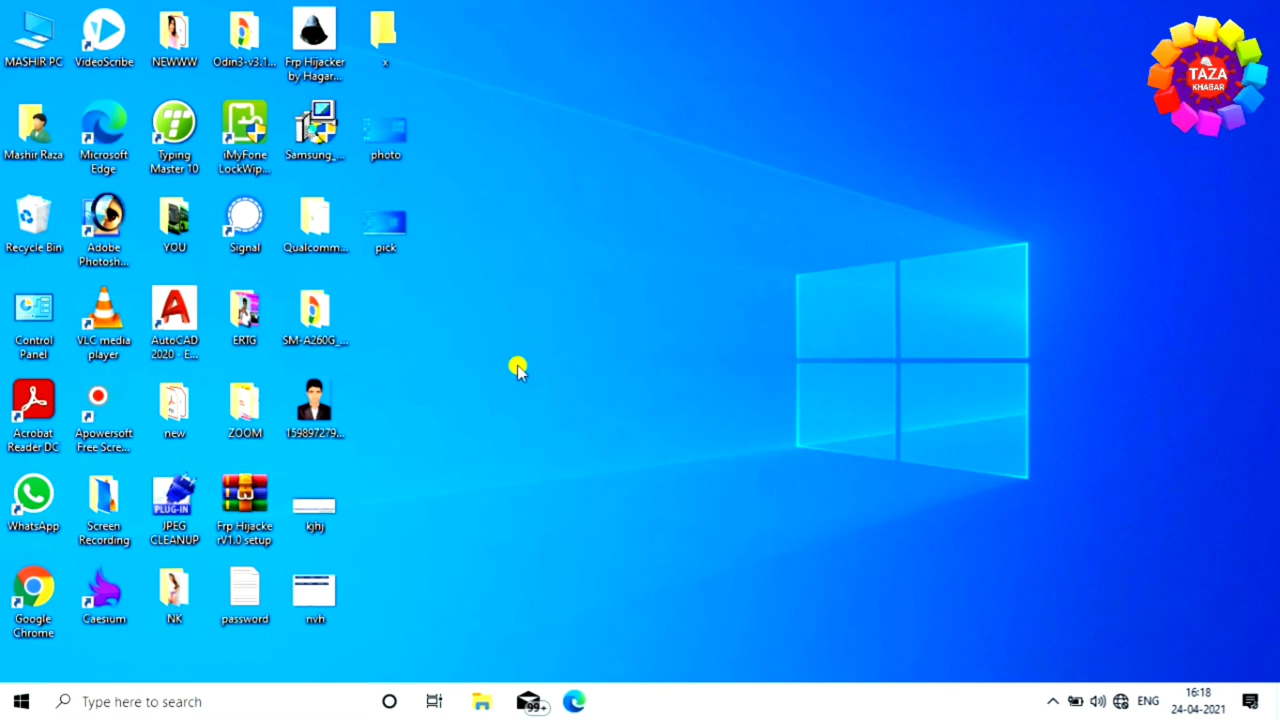 MASHIR PC
VideoScribe
NEWWW
Odin3-v3.1...
Frp Hijacker
by Hagar...
x
Mashir Raza
Microsoft
Edge
Typing
Master 10
iMyFone
LockWip...
Samsung_...
photo
Recycle Bin
Adobe
Photosh...
YOU
Signal
Qualcomm...
pick
Control
Panel
VLC media
player
AutoCAD
2020 - E...
ERTG
SM-A260G_...
Acrobat
Reader DC
Apowersoft
Free Scre...
new
ZOOM
159897279...
WhatsApp
Screen
Recording
PLUG-IN
JPEG
CLEANUP
Frp Hijacke
rV1.0 setup
kjhj
Google
Chrome
Caesium
NK
password
nvh
TAZA
KHABAR
Type here to search
99+
ENG
16:18
24-04-2021